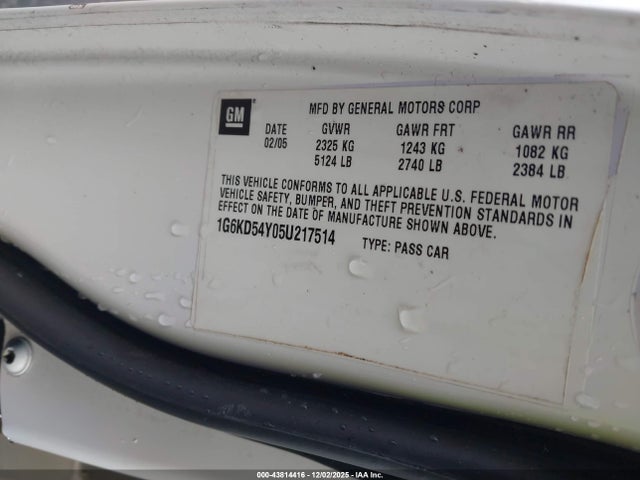 GM
MFD BY GENERAL MOTORS CORP
DATE GVWR GAWR FRT GAWR RR
02/05 2325 KG 1243 KG 1082 KG
5124 LB 2740 LB 2384 LB
THIS VEHICLE CONFORMS TO ALL APPLICABLE U.S. FEDERAL MOTOR
VEHICLE SAFETY, BUMPER, AND THEFT PREVENTION STANDARDS IN
EFFECT ON THE DATE OF MANUFACTURE SHOWN ABOVE.
1G6KD54Y05U217514 TYPE: PASS CAR
000-43814416 - 12/02/2025 - IAAI.COM